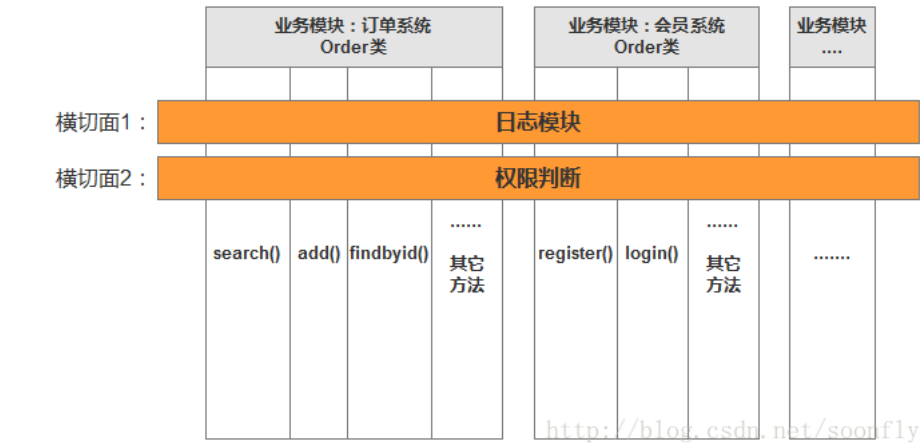 业务模块：订单系统
Order类
业务模块：会员系统
Order类
业务模块
....
横切面1：
日志模块
横切面2：
权限判断
search()
add()
findbyid()
......
其它
方法
register()
login()
......
其它
方法
.......
http://blog.csdn.net/soonfly